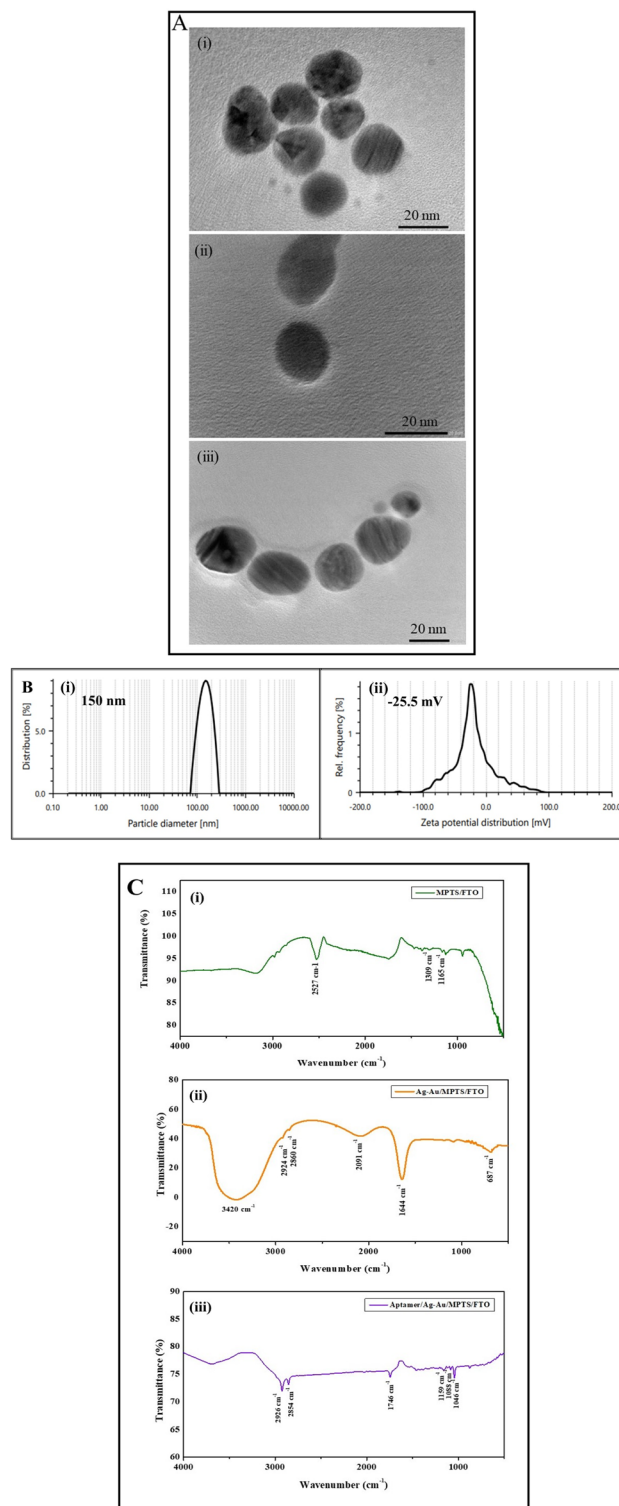 A
(i)
20 nm
(ii)
20 nm
(iii)
20 nm
B
(i)
150 nm
Distribution [%]
5.0
0.0
0.10
1.00
10.00
100.00
1000.00
10000.00
Particle diameter [nm]
(ii)
-25.5 mV
Rel. frequency [%]
1
0
-200.0
-100.0
0.0
100.0
200.0
Zeta potential distribution [mV]
C
(i)
MPTS/FTO
Transmittance (%)
110
105
100
95
90
85
80
2527 cm-1
1309 cm-1
1165 cm-1
4000
3000
2000
1000
Wavenumber (cm-1)
(ii)
Ag-Au/MPTS/FTO
Transmittance (%)
80
60
40
20
0
-20
3420 cm-1
2924 cm-1
2860 cm-1
2091 cm-1
1644 cm-1
687 cm-1
4000
3000
2000
1000
Wavenumber (cm-1)
(iii)
Aptamer/Ag-Au/MPTS/FTO
Transmittance (%)
90
85
80
75
70
65
60
2926 cm-1
2854 cm-1
1746 cm-1
1159 cm-1
1088 cm-1
1046 cm-1
4000
3000
2000
1000
Wavenumber (cm-1)